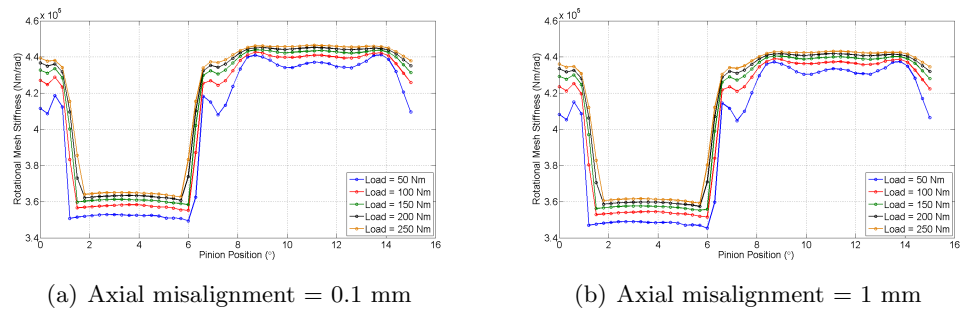 x 10⁵
4.6
4.4
4.2
4
3.8
3.6
3.4
Rotational Mesh Stiffness (Nm/rad)
0 2 4 6 8 10 12 14 16
Pinion Position (°)
Load = 50 Nm
Load = 100 Nm
Load = 150 Nm
Load = 200 Nm
Load = 250 Nm
(a) Axial misalignment = 0.1 mm
x 10⁵
4.6
4.4
4.2
4
3.8
3.6
3.4
Rotational Mesh Stiffness (Nm/rad)
0 2 4 6 8 10 12 14 16
Pinion Position (°)
Load = 50 Nm
Load = 100 Nm
Load = 150 Nm
Load = 200 Nm
Load = 250 Nm
(b) Axial misalignment = 1 mm